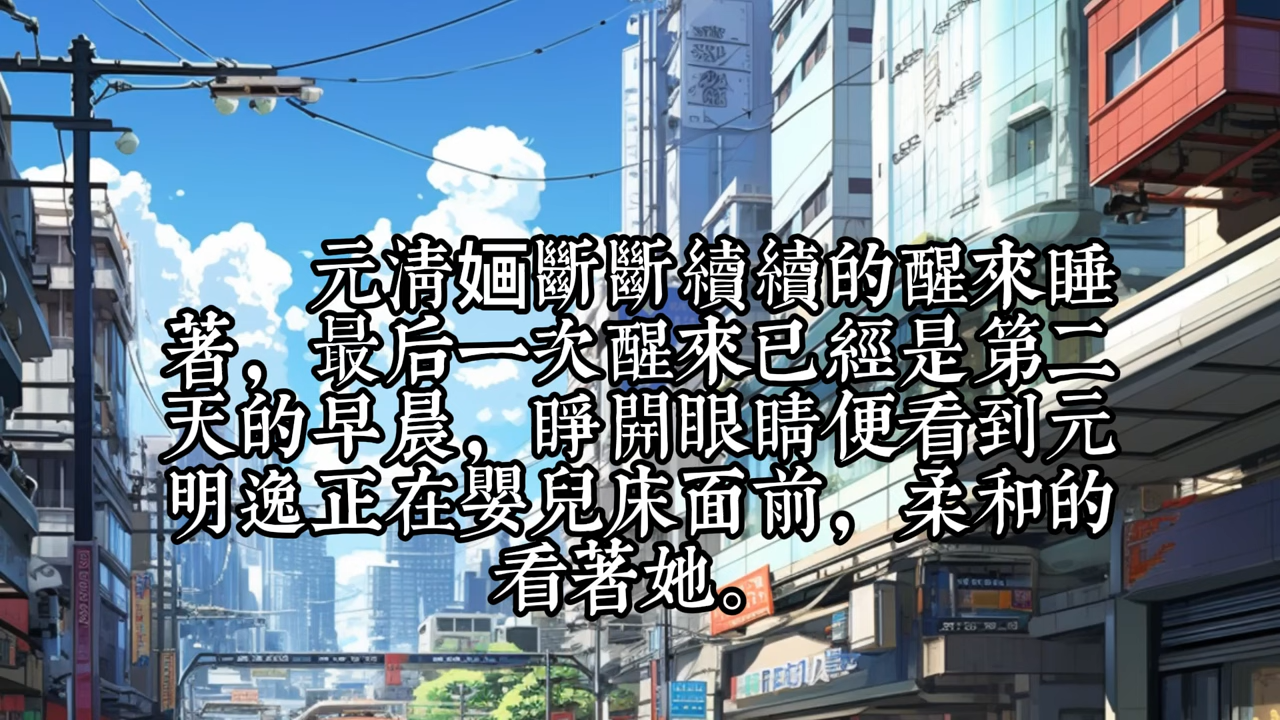 元清婳斷斷續續的醒來睡
著，最后一次醒來已經是第二
天的早晨，睜開眼睛便看到元
明逸正在嬰兒床面前，柔和的
看著她。